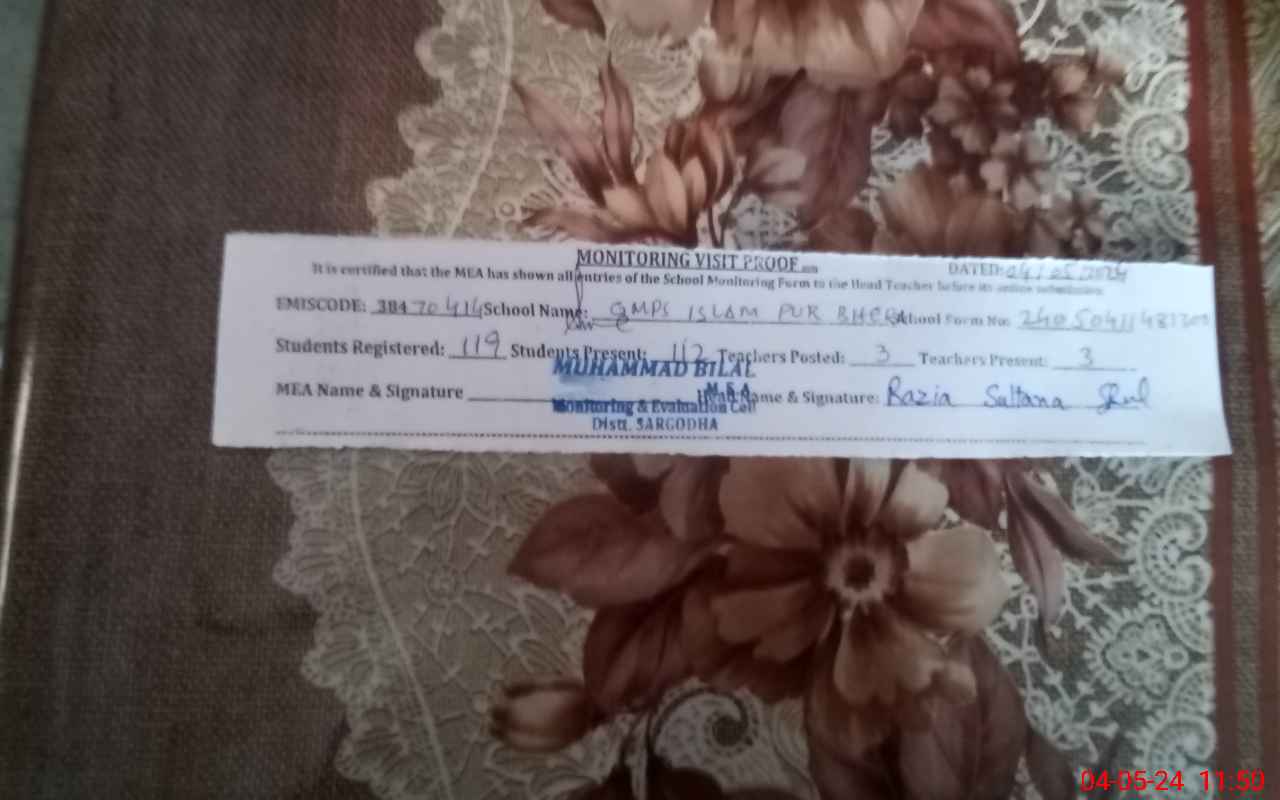 MONITORING VISIT PROOF
DATED: 04/05/2024
It is certified that the MEA has shown all entries of the School Monitoring Form to the Head Teacher before its online submission.
EMISCODE: 38470414 School Name: GMPS ISLAM PUR BHERA School Form No:
Students Registered: 119 Students Present: 112 Teachers Posted: 3 Teachers Present: 3
MEA Name & Signature Head Name & Signature: Razia Sultana
MUHAMMAD BILAL
M.E.A
Monitoring & Evaluation Cell
Distt. SARGODHA
04-05-24 11:50